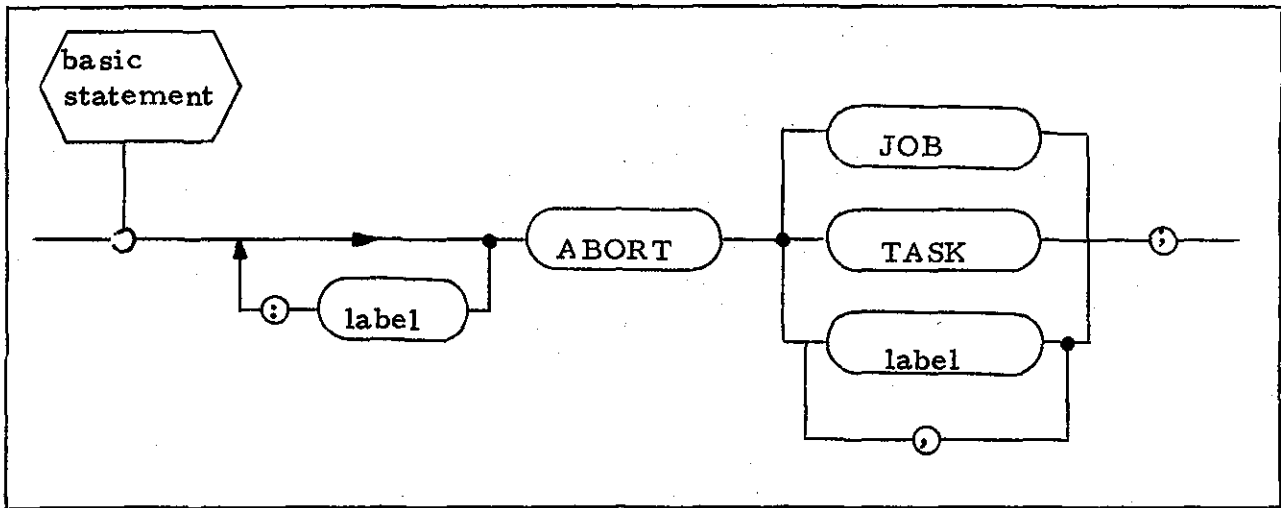 basic
statement
JOB
ABORT
TASK
;
:
label
label
,